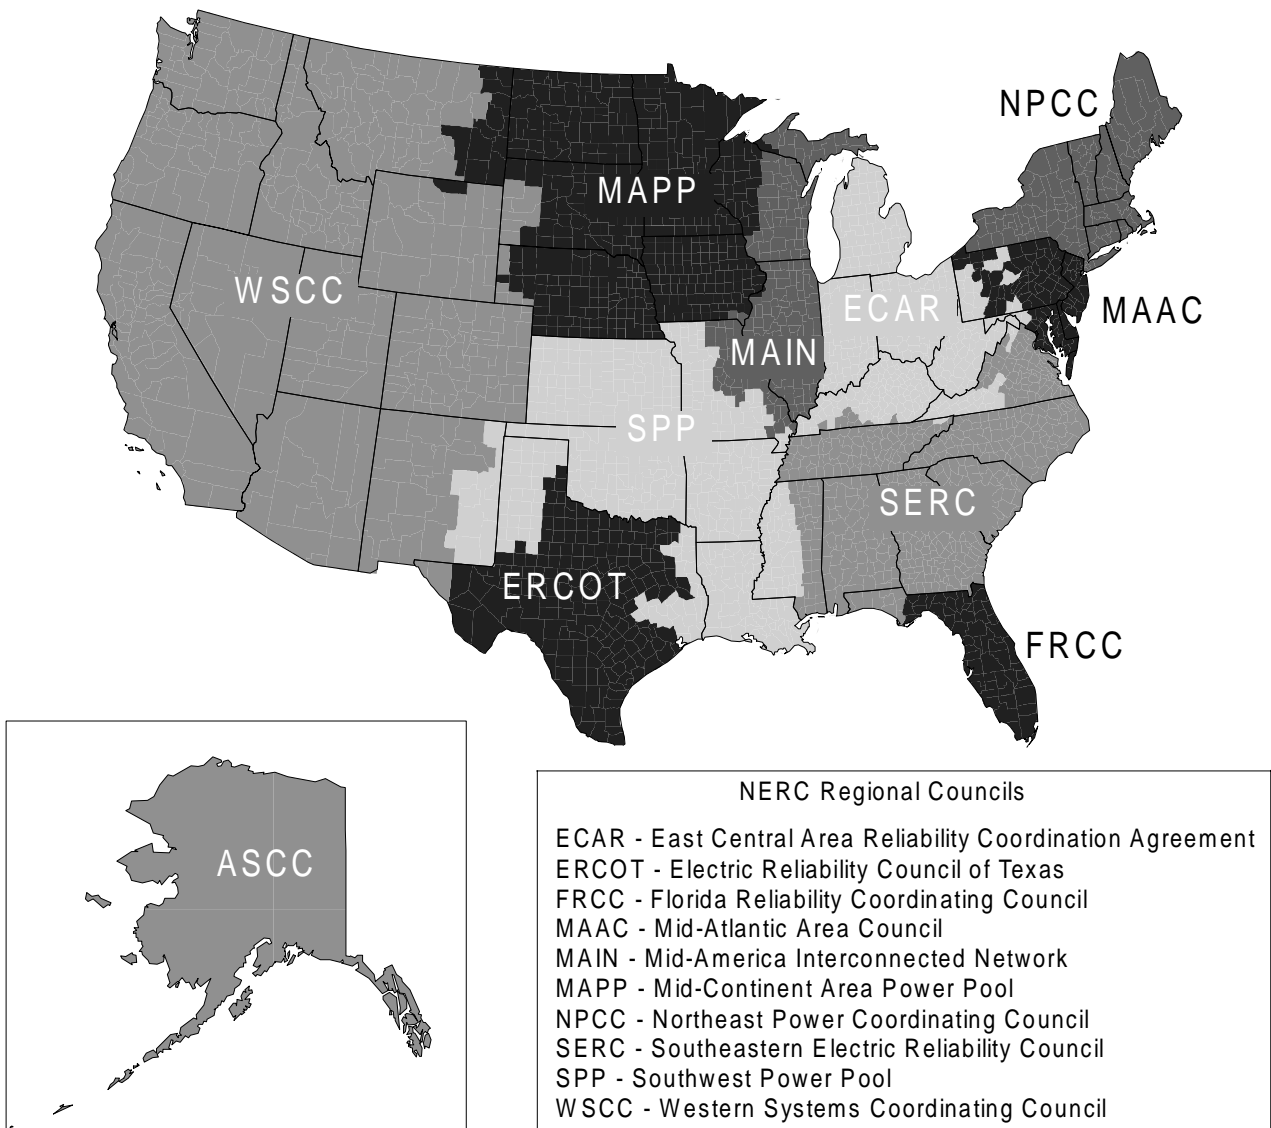 NPCC
MAPP
WSCC
ECAR
MAAC
MAIN
SPP
SERC
ERCOT
FRCC
ASCC
NERC Regional Councils
ECAR - East Central Area Reliability Coordination Agreement
ERCOT - Electric Reliability Council of Texas
FRCC - Florida Reliability Coordinating Council
MAAC - Mid-Atlantic Area Council
MAIN - Mid-America Interconnected Network
MAPP - Mid-Continent Area Power Pool
NPCC - Northeast Power Coordinating Council
SERC - Southeastern Electric Reliability Council
SPP - Southwest Power Pool
WSCC - Western Systems Coordinating Council